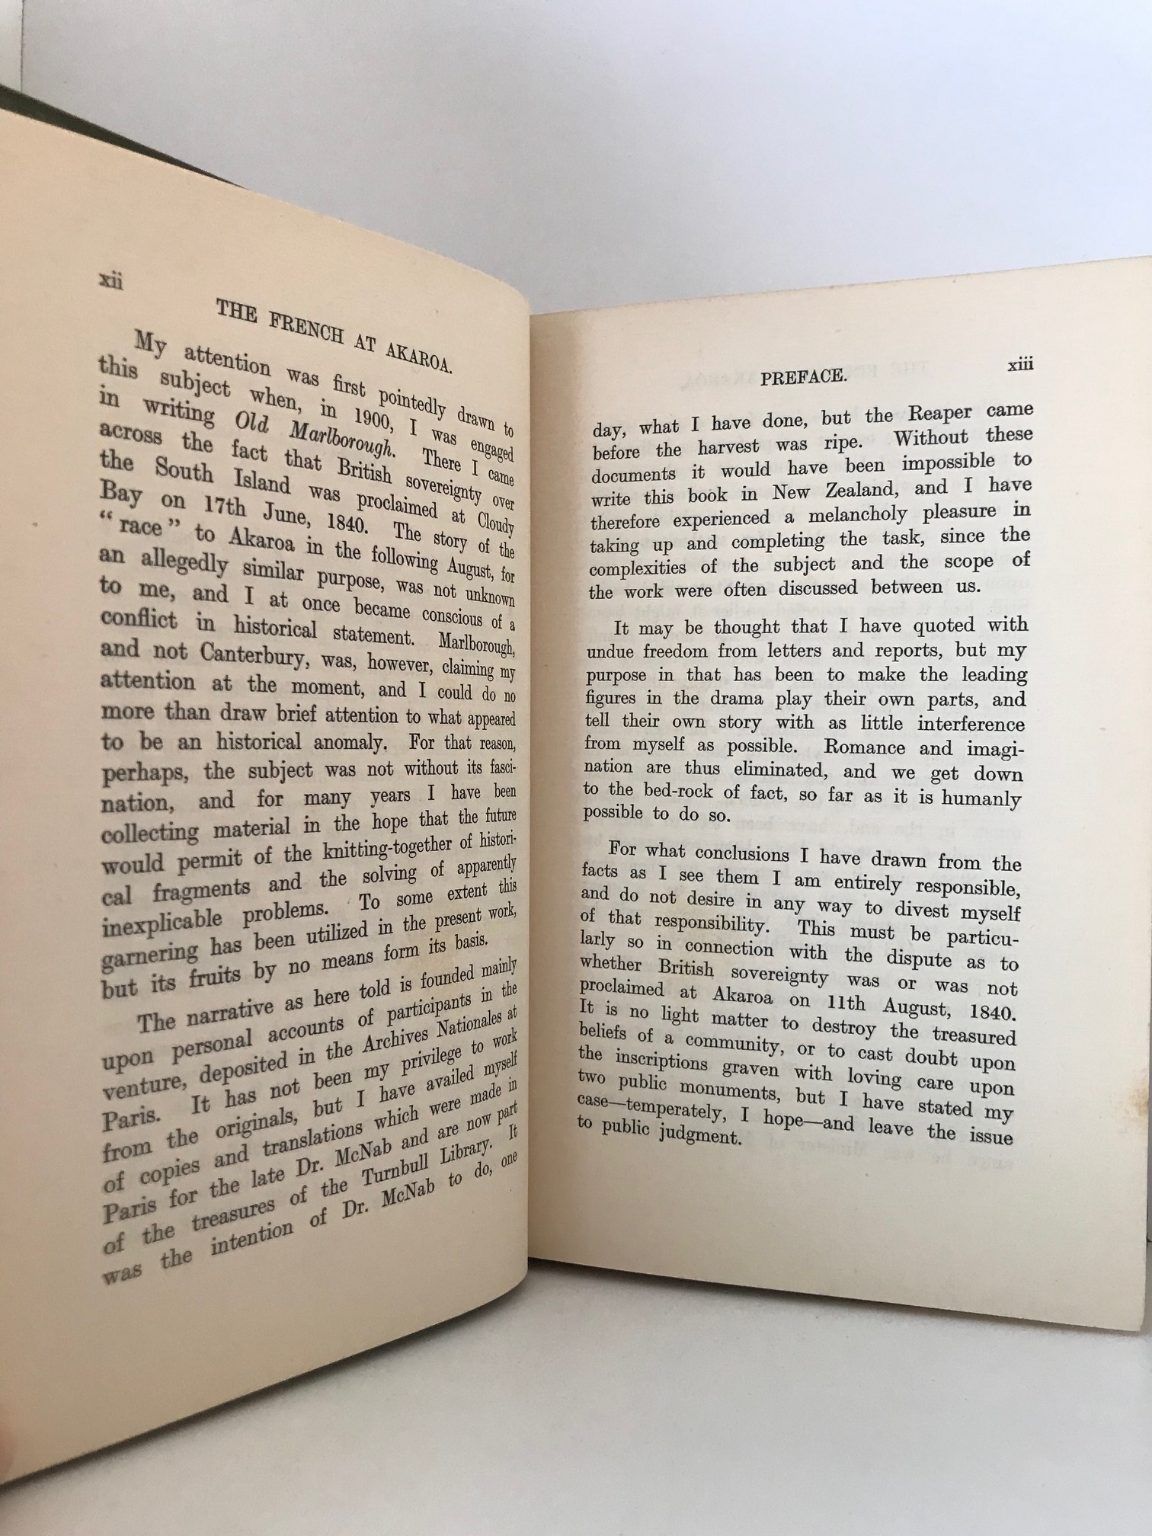 xii
THE FRENCH AT AKAROA.
My attention was first pointedly drawn to
this subject when, in 1900, I was engaged
in writing Old Marlborough. There I came
across the fact that British sovereignty over
the South Island was proclaimed at Cloudy
Bay on 17th June, 1840. The story of the
“race” to Akaroa in the following August, for
an allegedly similar purpose, was not unknown
to me, and I at once became conscious of a
conflict in historical statement. Marlborough,
and not Canterbury, was, however, claiming my
attention at the moment, and I could do no
more than draw brief attention to what appeared
to be an historical anomaly. For that reason,
perhaps, the subject was not without its fasci-
nation, and for many years I have been
collecting material in the hope that the future
would permit of the knitting-together of histori-
cal fragments and the solving of apparently
inexplicable problems. To some extent this
garnering has been utilized in the present work,
but its fruits by no means form its basis.
The narrative as here told is founded mainly
upon personal accounts of participants in the
venture, deposited in the Archives Nationales at
Paris. It has not been my privilege to work
from the originals, but I have availed myself
of copies and translations which were made in
Paris for the late Dr. McNab and are now part
of the treasures of the Turnbull Library. It
was the intention of Dr. McNab to do, one
PREFACE.
xiii
day, what I have done, but the Reaper came
before the harvest was ripe. Without these
documents it would have been impossible to
write this book in New Zealand, and I have
therefore experienced a melancholy pleasure in
taking up and completing the task, since the
complexities of the subject and the scope of
the work were often discussed between us.
It may be thought that I have quoted with
undue freedom from letters and reports, but my
purpose in that has been to make the leading
figures in the drama play their own parts, and
tell their own story with as little interference
from myself as possible. Romance and imagi-
nation are thus eliminated, and we get down
to the bed-rock of fact, so far as it is humanly
possible to do so.
For what conclusions I have drawn from the
facts as I see them I am entirely responsible,
and do not desire in any way to divest myself
of that responsibility. This must be particu-
larly so in connection with the dispute as to
whether British sovereignty was or was not
proclaimed at Akaroa on 11th August, 1840.
It is no light matter to destroy the treasured
beliefs of a community, or to cast doubt upon
the inscriptions graven with loving care upon
two public monuments, but I have stated my
case—temperately, I hope—and leave the issue
to public judgment.